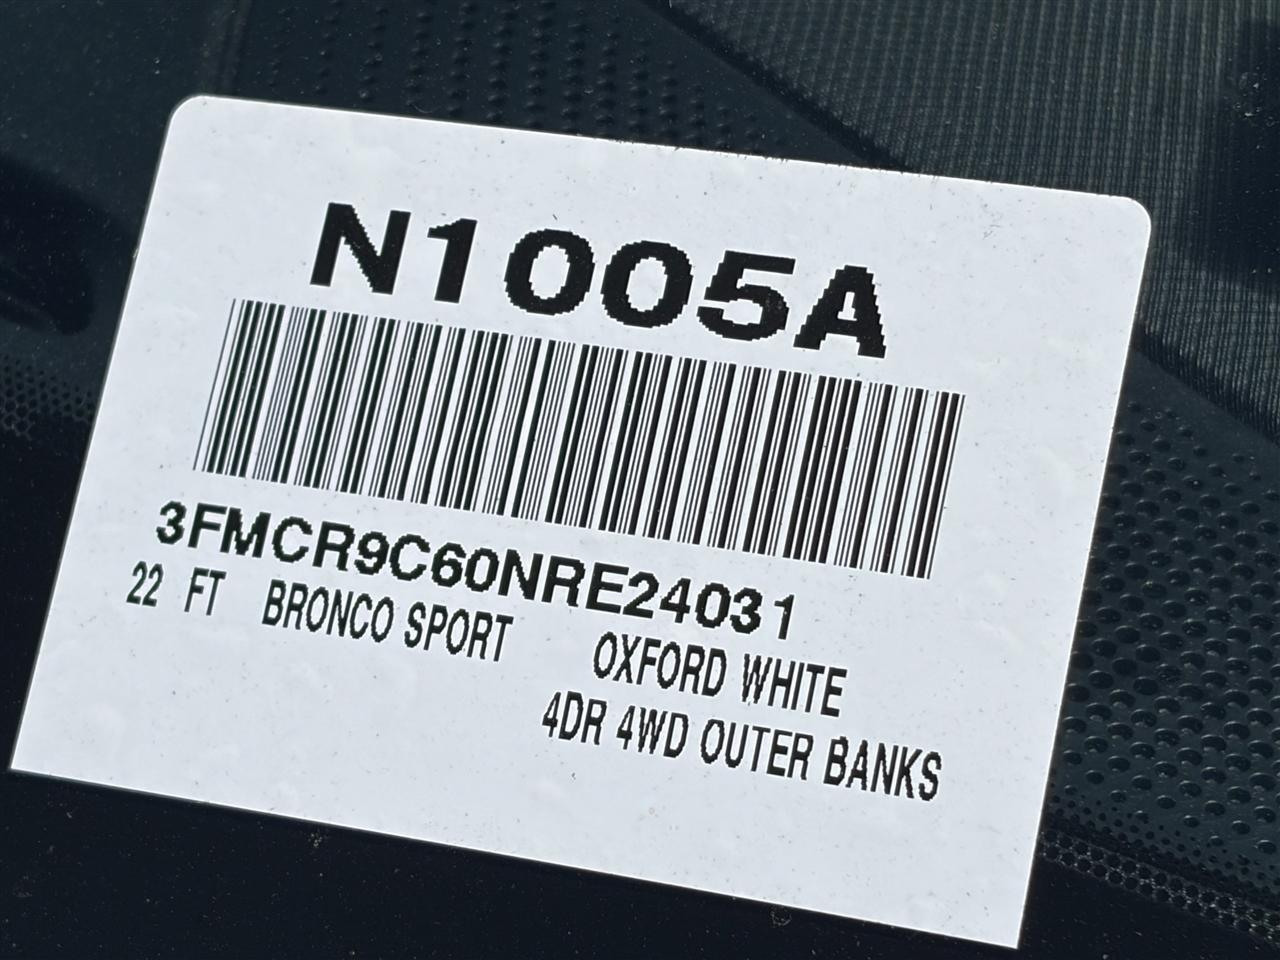 N1005A
3FMCR9C60NRE24031
22 FT BRONCO SPORT OXFORD WHITE
4DR 4WD OUTER BANKS